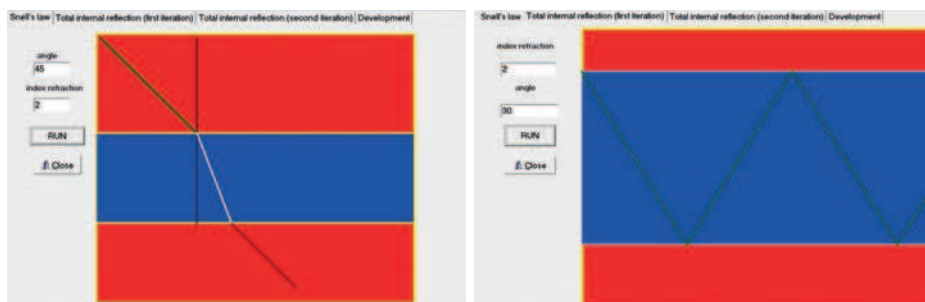 Snell's law Total internal reflection (first iteration) Total internal reflection (second iteration) Development
angle
45
index refraction
2
RUN
Close
Snell's law Total internal reflection (first iteration) Total internal reflection (second iteration) Development
index refraction
2
angle
30
RUN
Close